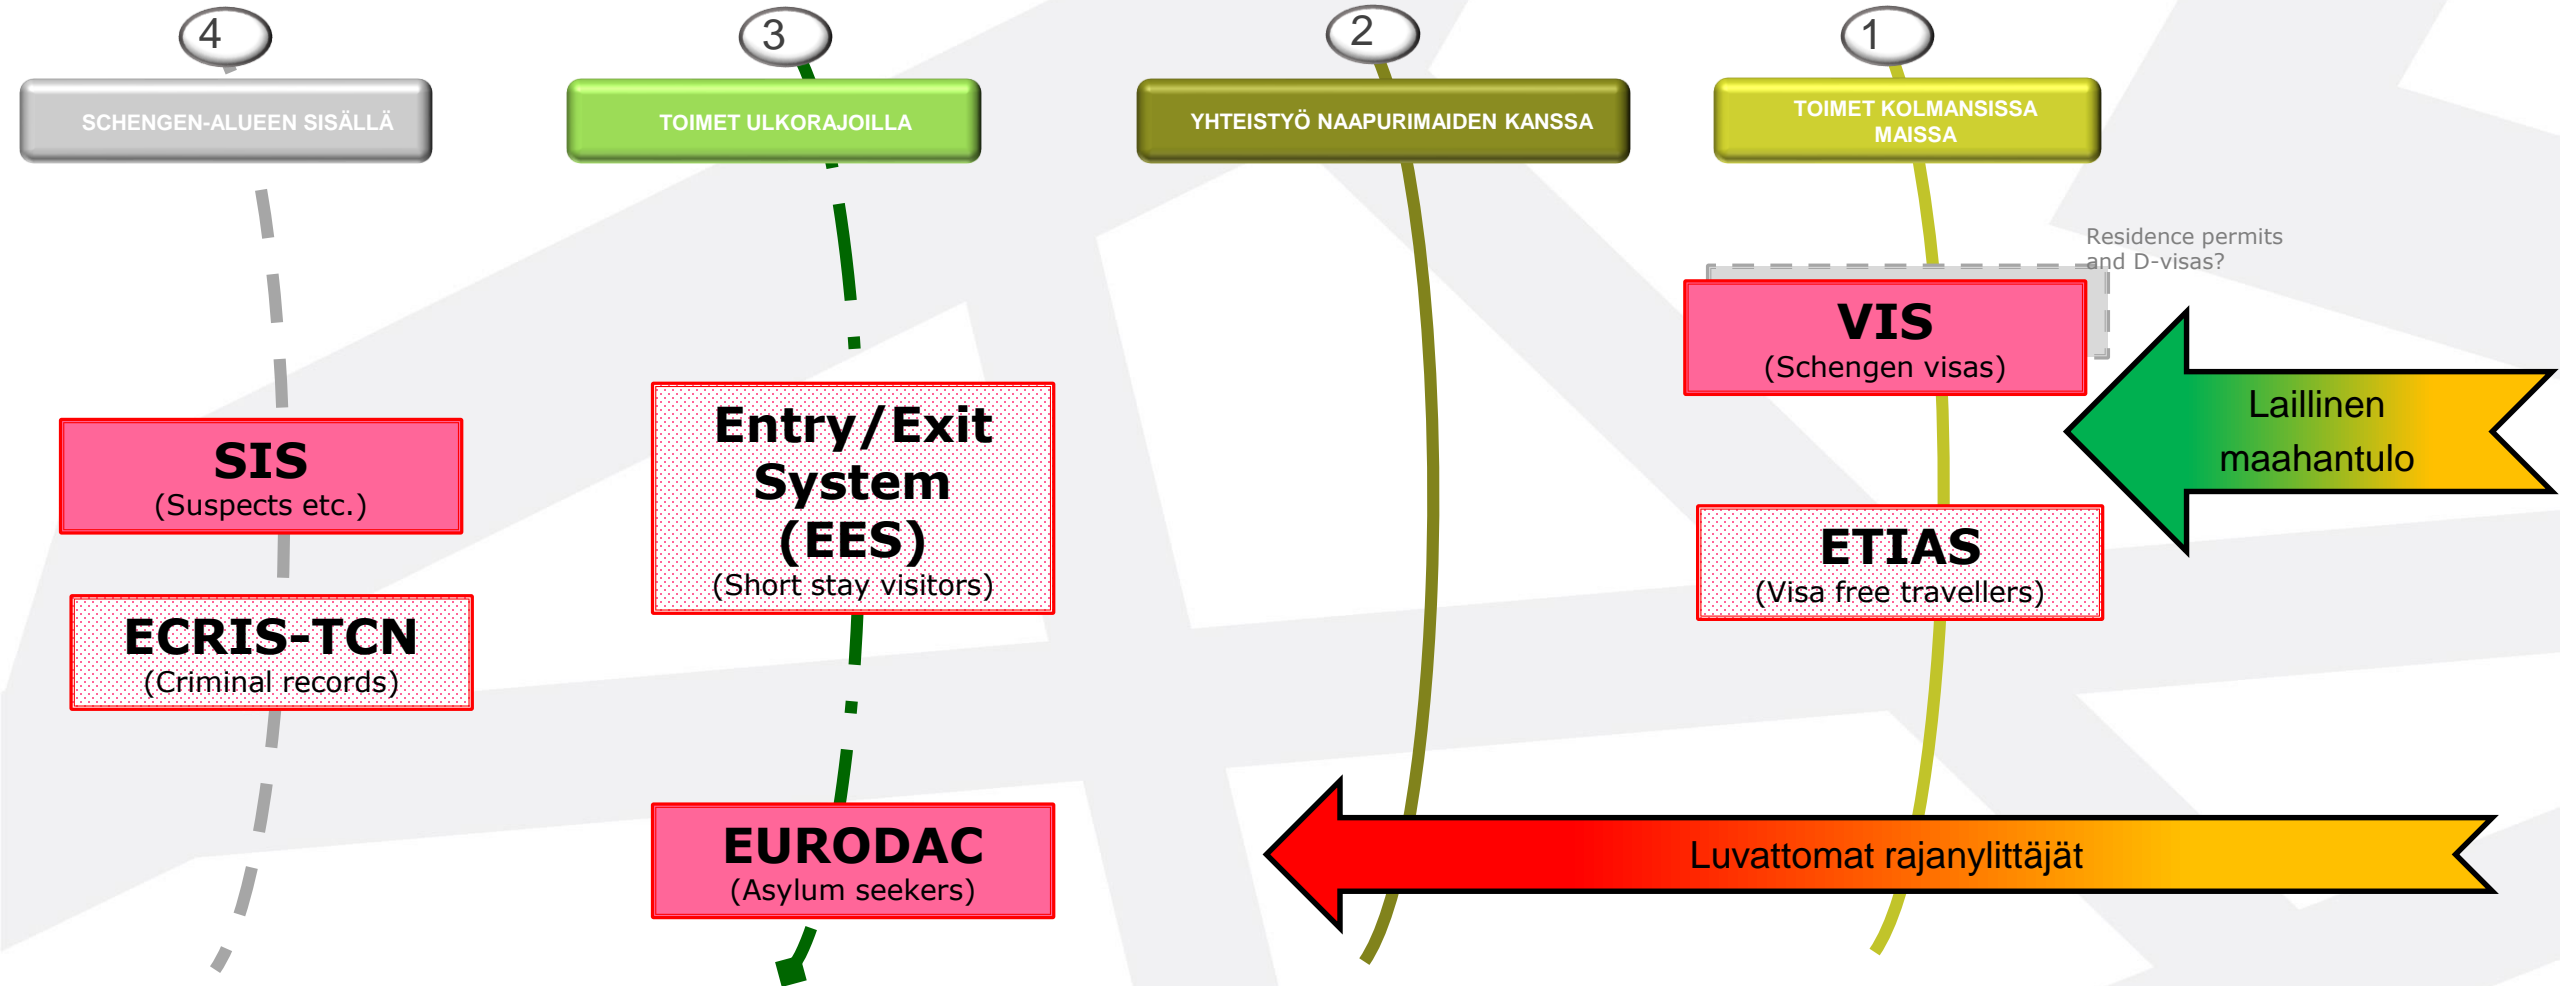 4
SCHENGEN-ALUEEN SISÄLLÄ
SIS
(Suspects etc.)
ECRIS-TCN
(Criminal records)
3
TOIMET ULKORAJOILLA
Entry/Exit
System
(EES)
(Short stay visitors)
EURODAC
(Asylum seekers)
2
YHTEISTYÖ NAAPURIMAIDEN KANSSA
1
TOIMET KOLMANSISSA
MAISSA
Residence permits
and D-visas?
VIS
(Schengen visas)
Laillinen
maahantulo
ETIAS
(Visa free travellers)
Luvattomat rajanylittäjät